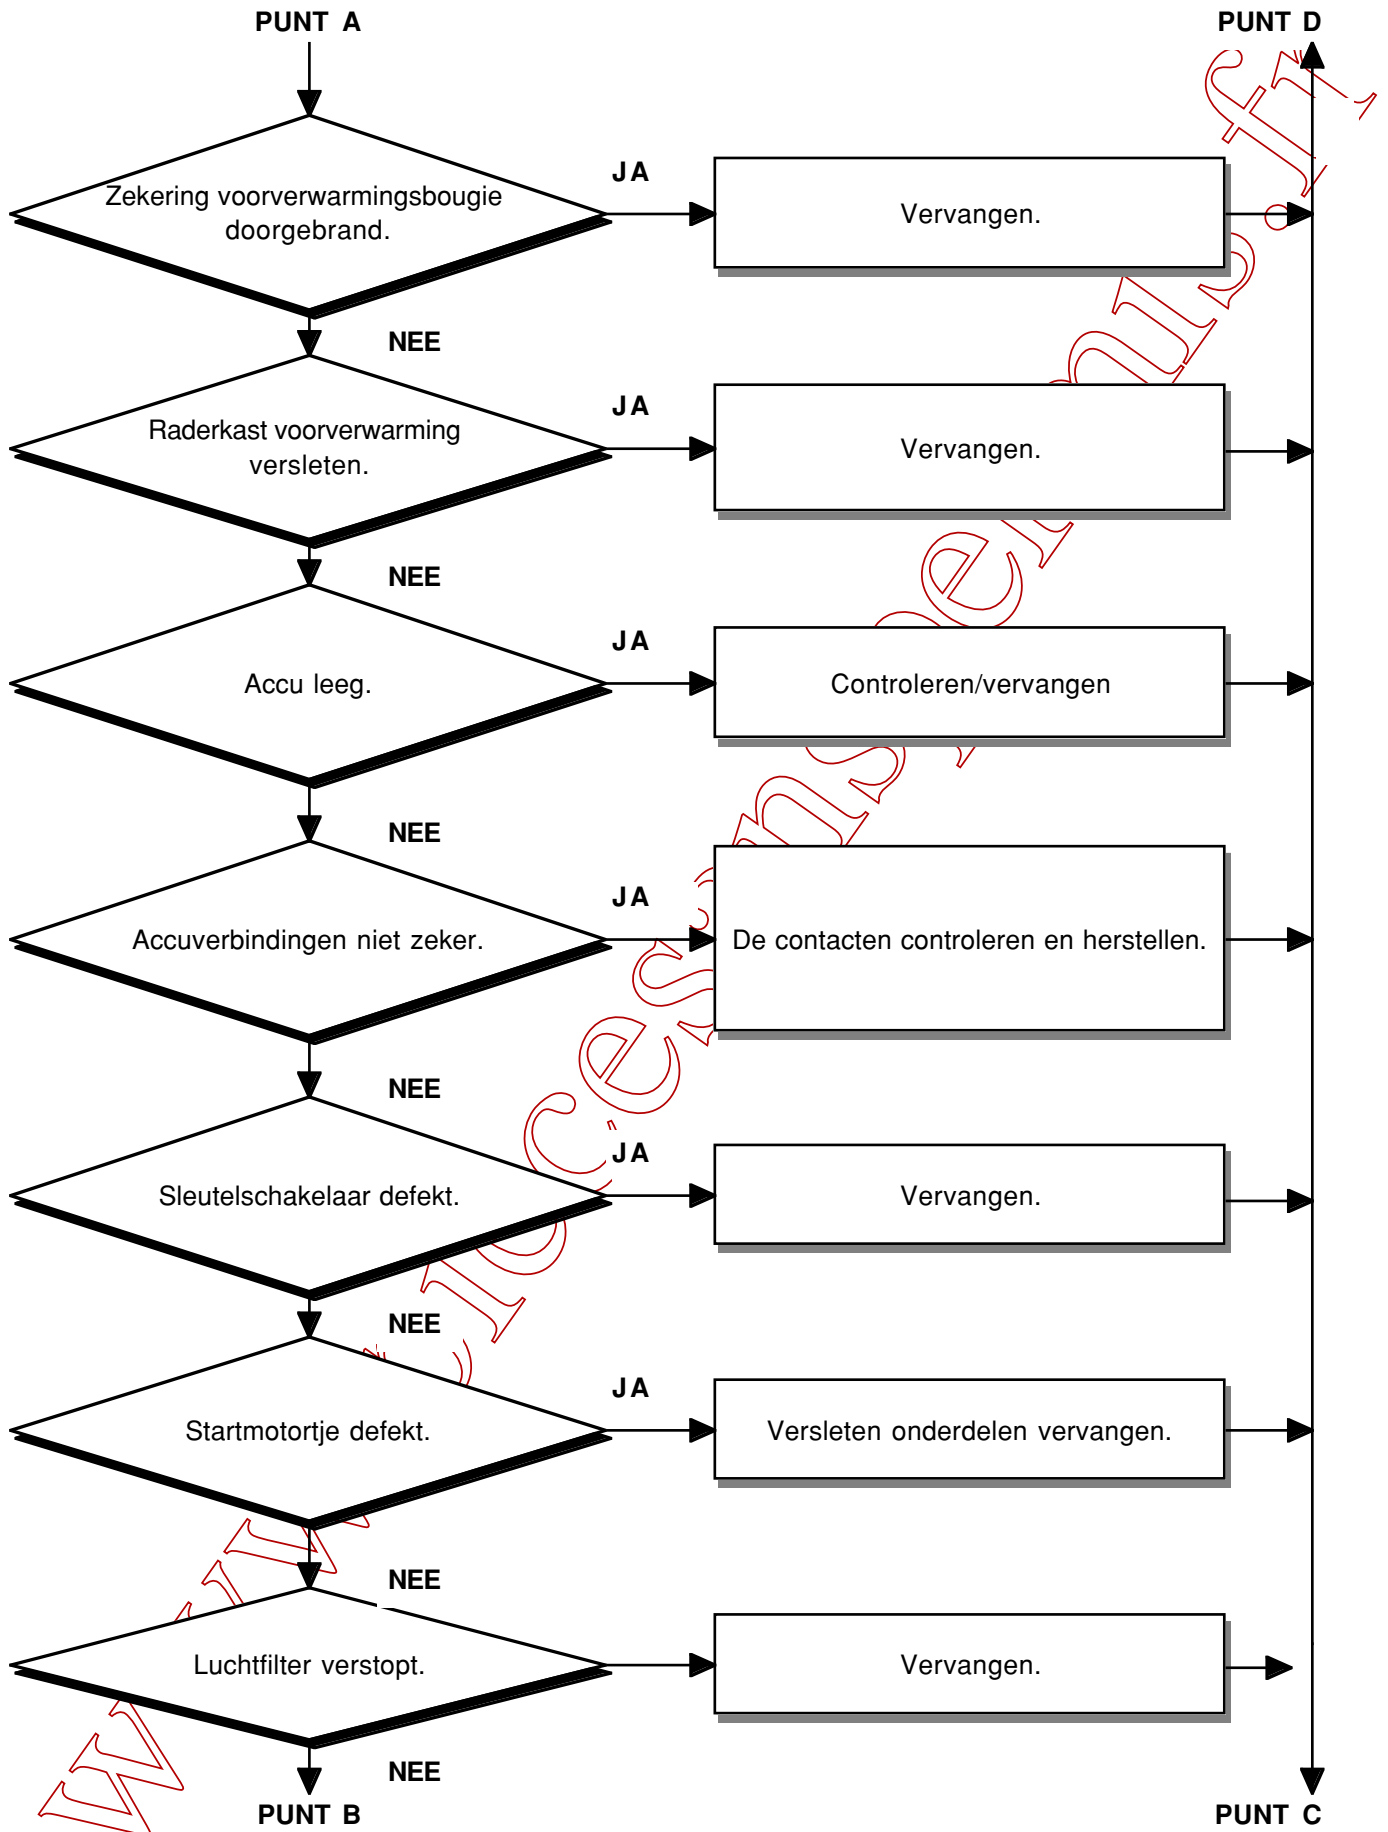 PUNT A
PUNT D
JA
Zekering voorverwarmingsbougie
doorgebrand.
Vervangen.
NEE
JA
Raderkast voorverwarming
versleten.
Vervangen.
NEE
JA
Accu leeg.
Controleren/vervangen
NEE
JA
Accuverbindingen niet zeker.
De contacten controleren en herstellen.
NEE
JA
Sleutelschakelaar defekt.
Vervangen.
NEE
JA
Startmotortje defekt.
Versleten onderdelen vervangen.
NEE
Luchtfilter verstopt.
Vervangen.
NEE
PUNT B
PUNT C